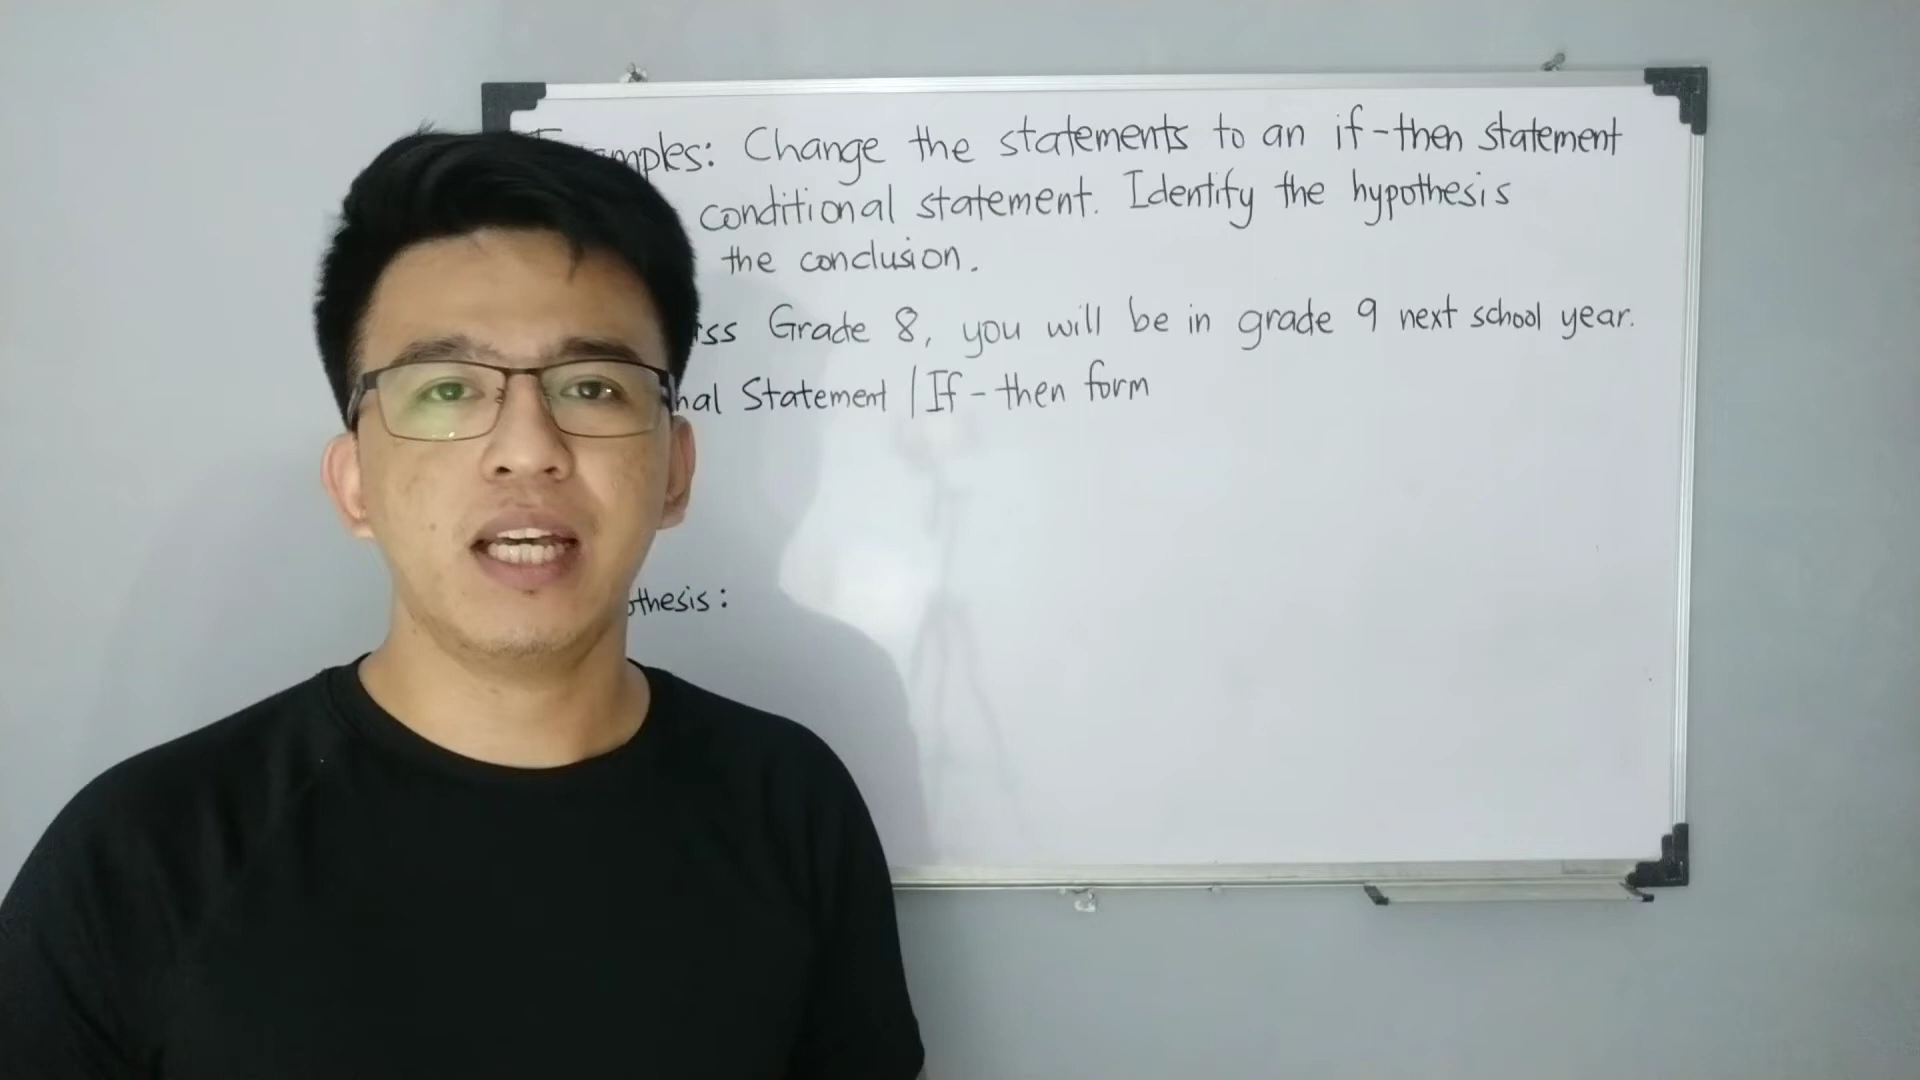 mples: Change the statements to an if-then statement
conditional statement. Identify the hypothesis
the conclusion.
ss Grade 8, you will be in grade 9 next school year.
nal Statement | If - then form
othesis: